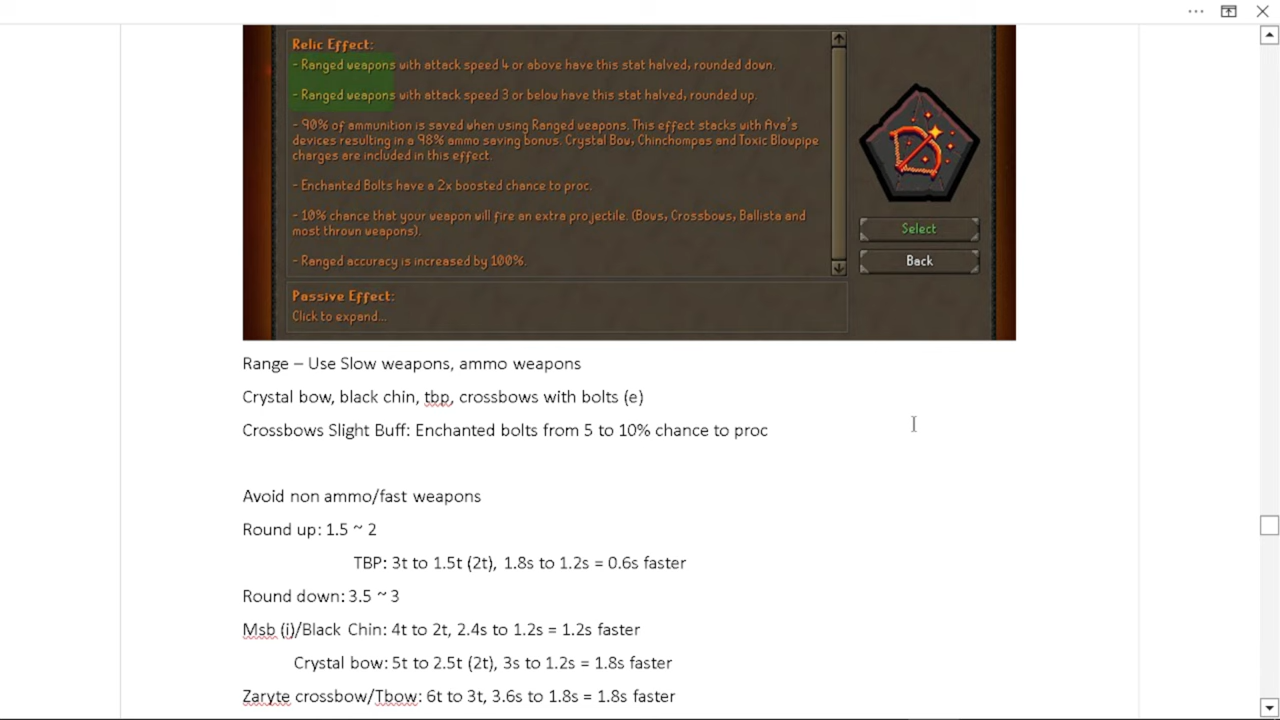 Relic Effect:
- Ranged weapons with attack speed 4 or above have this stat halved, rounded down.
- Ranged weapons with attack speed 3 or below have this stat halved, rounded up.
- 90% of ammunition is saved when using Ranged weapons. This effect stacks with Ava's
devices resulting in a 98% ammo saving bonus. Crystal Bow, Chinchompas and Toxic Blowpipe
charges are included in this effect.
- Enchanted Bolts have a 2x boosted chance to proc.
- 10% chance that your weapon will fire an extra projectile. (Bows, Crossbows, Ballista and
most thrown weapons).
- Ranged accuracy is increased by 100%.
Select
Back
Passive Effect:
Click to expand...
Range – Use Slow weapons, ammo weapons
Crystal bow, black chin, tbp, crossbows with bolts (e)
Crossbows Slight Buff: Enchanted bolts from 5 to 10% chance to proc
Avoid non ammo/fast weapons
Round up: 1.5 ~ 2
TBP: 3t to 1.5t (2t), 1.8s to 1.2s = 0.6s faster
Round down: 3.5 ~ 3
Msb (i)/Black Chin: 4t to 2t, 2.4s to 1.2s = 1.2s faster
Crystal bow: 5t to 2.5t (2t), 3s to 1.2s = 1.8s faster
Zaryte crossbow/Tbow: 6t to 3t, 3.6s to 1.8s = 1.8s faster